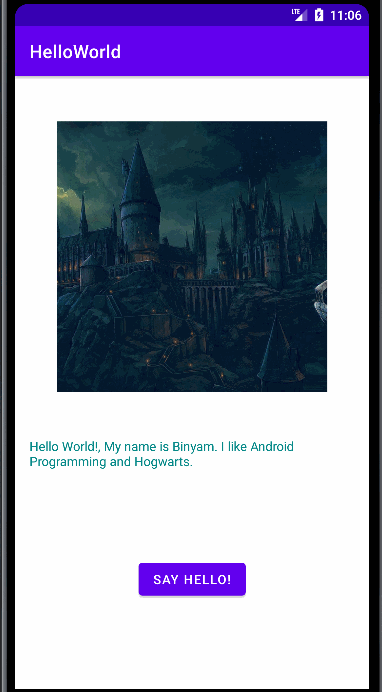 LTE 11:06
HelloWorld
Hello World!, My name is Binyam. I like Android
Programming and Hogwarts.
SAY HELLO!